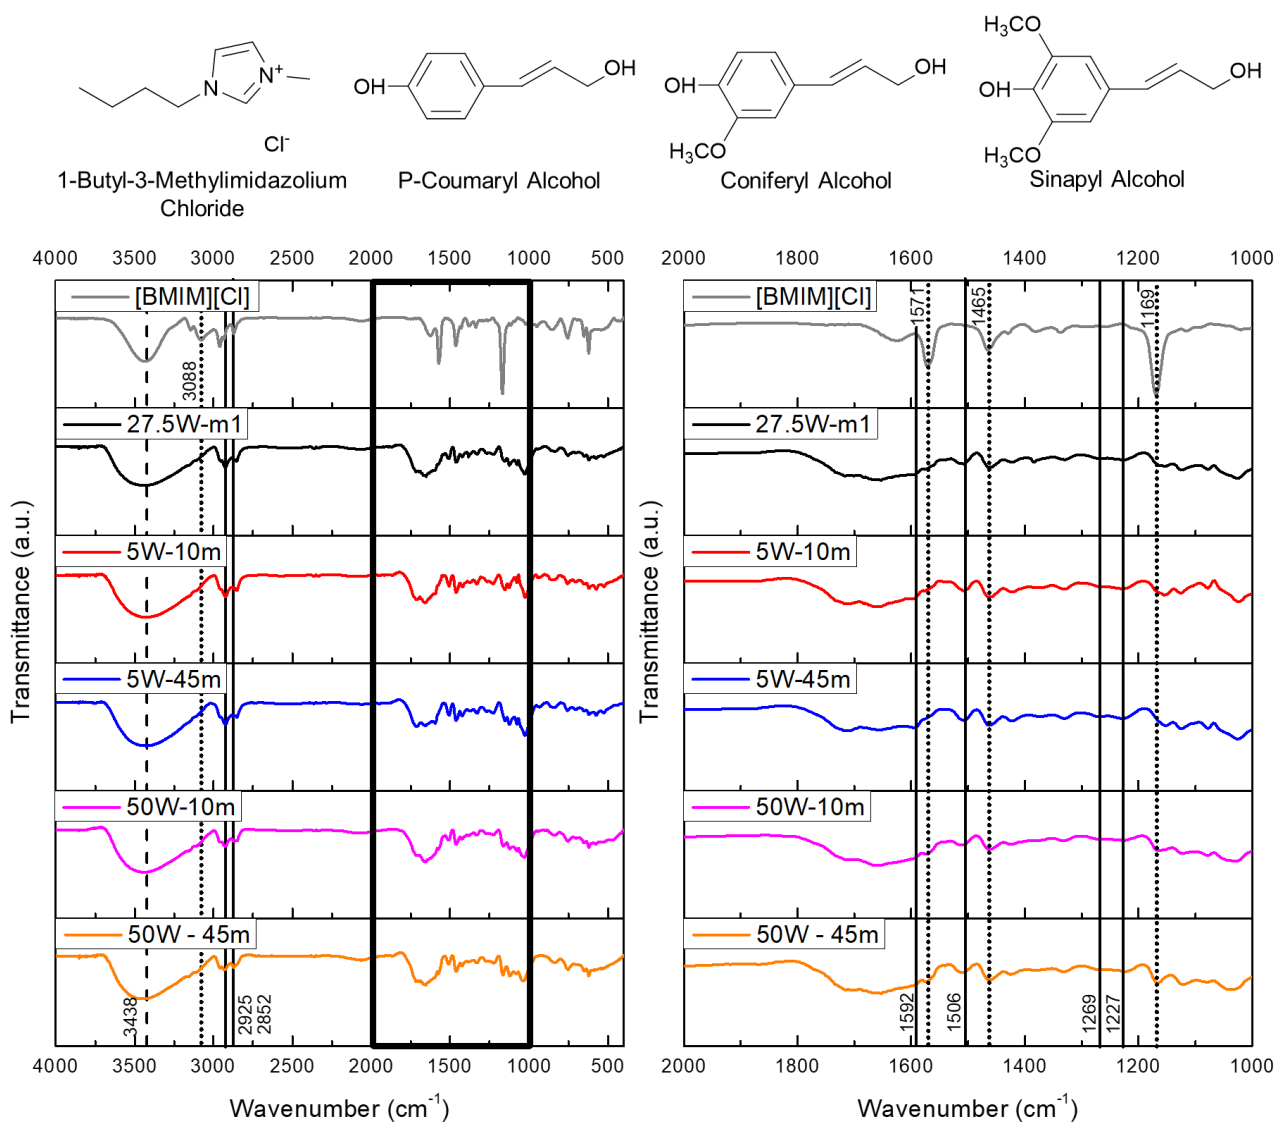 H₃CO
N
N⁺
Cl⁻
OH
OH
OH
OH
H₃CO
OH
OH
H₃CO
1-Butyl-3-Methylimidazolium
Chloride
P-Coumaryl Alcohol
Coniferyl Alcohol
Sinapyl Alcohol
4000 3500 3000 2500 2000 1500 1000 500
[BMIM][Cl]
3088
27.5W-m1
5W-10m
5W-45m
50W-10m
50W - 45m
3438
2925
2852
4000 3500 3000 2500 2000 1500 1000 500
Wavenumber (cm⁻¹)
Transmittance (a.u.)
2000 1800 1600 1400 1200 1000
[BMIM][Cl]
1571
1465
1169
27.5W-m1
5W-10m
5W-45m
50W-10m
50W - 45m
1592
1506
1269
1227
2000 1800 1600 1400 1200 1000
Wavenumber (cm⁻¹)
Transmittance (a.u.)